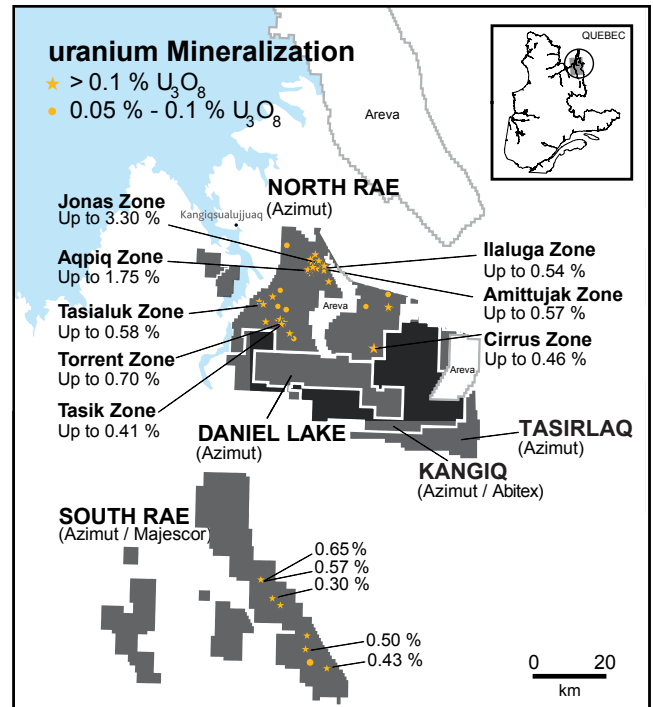 uranium Mineralization
> 0.1 % U3O8
0.05 % - 0.1 % U3O8
QUEBEC
Areva
NORTH RAE
(Azimut)
Kangiqsualujjuaq
Jonas Zone
Up to 3.30 %
Aqpiq Zone
Up to 1.75 %
Tasialuk Zone
Up to 0.58 %
Torrent Zone
Up to 0.70 %
Tasik Zone
Up to 0.41 %
Ilaluga Zone
Up to 0.54 %
Amittujak Zone
Up to 0.57 %
Cirrus Zone
Up to 0.46 %
Areva
Areva
DANIEL LAKE
(Azimut)
TASIRLAQ
(Azimut)
KANGIQ
(Azimut / Abitex)
SOUTH RAE
(Azimut / Majescor)
0.65 %
0.57 %
0.30 %
0.50 %
0.43 %
0 20
km